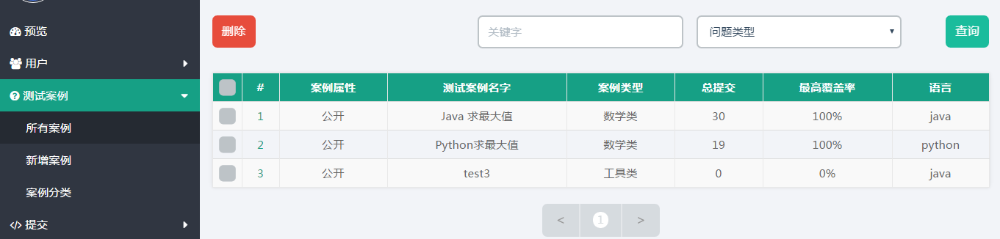 预览
用户
测试案例
所有案例
新增案例
案例分类
提交
删除
关键字
问题类型
查询
# 案例属性 测试案例名字 案例类型 总提交 最高覆盖率 语言
1 公开 Java 求最大值 数学类 30 100% java
2 公开 Python求最大值 数学类 19 100% python
3 公开 test3 工具类 0 0% java
< 1 >